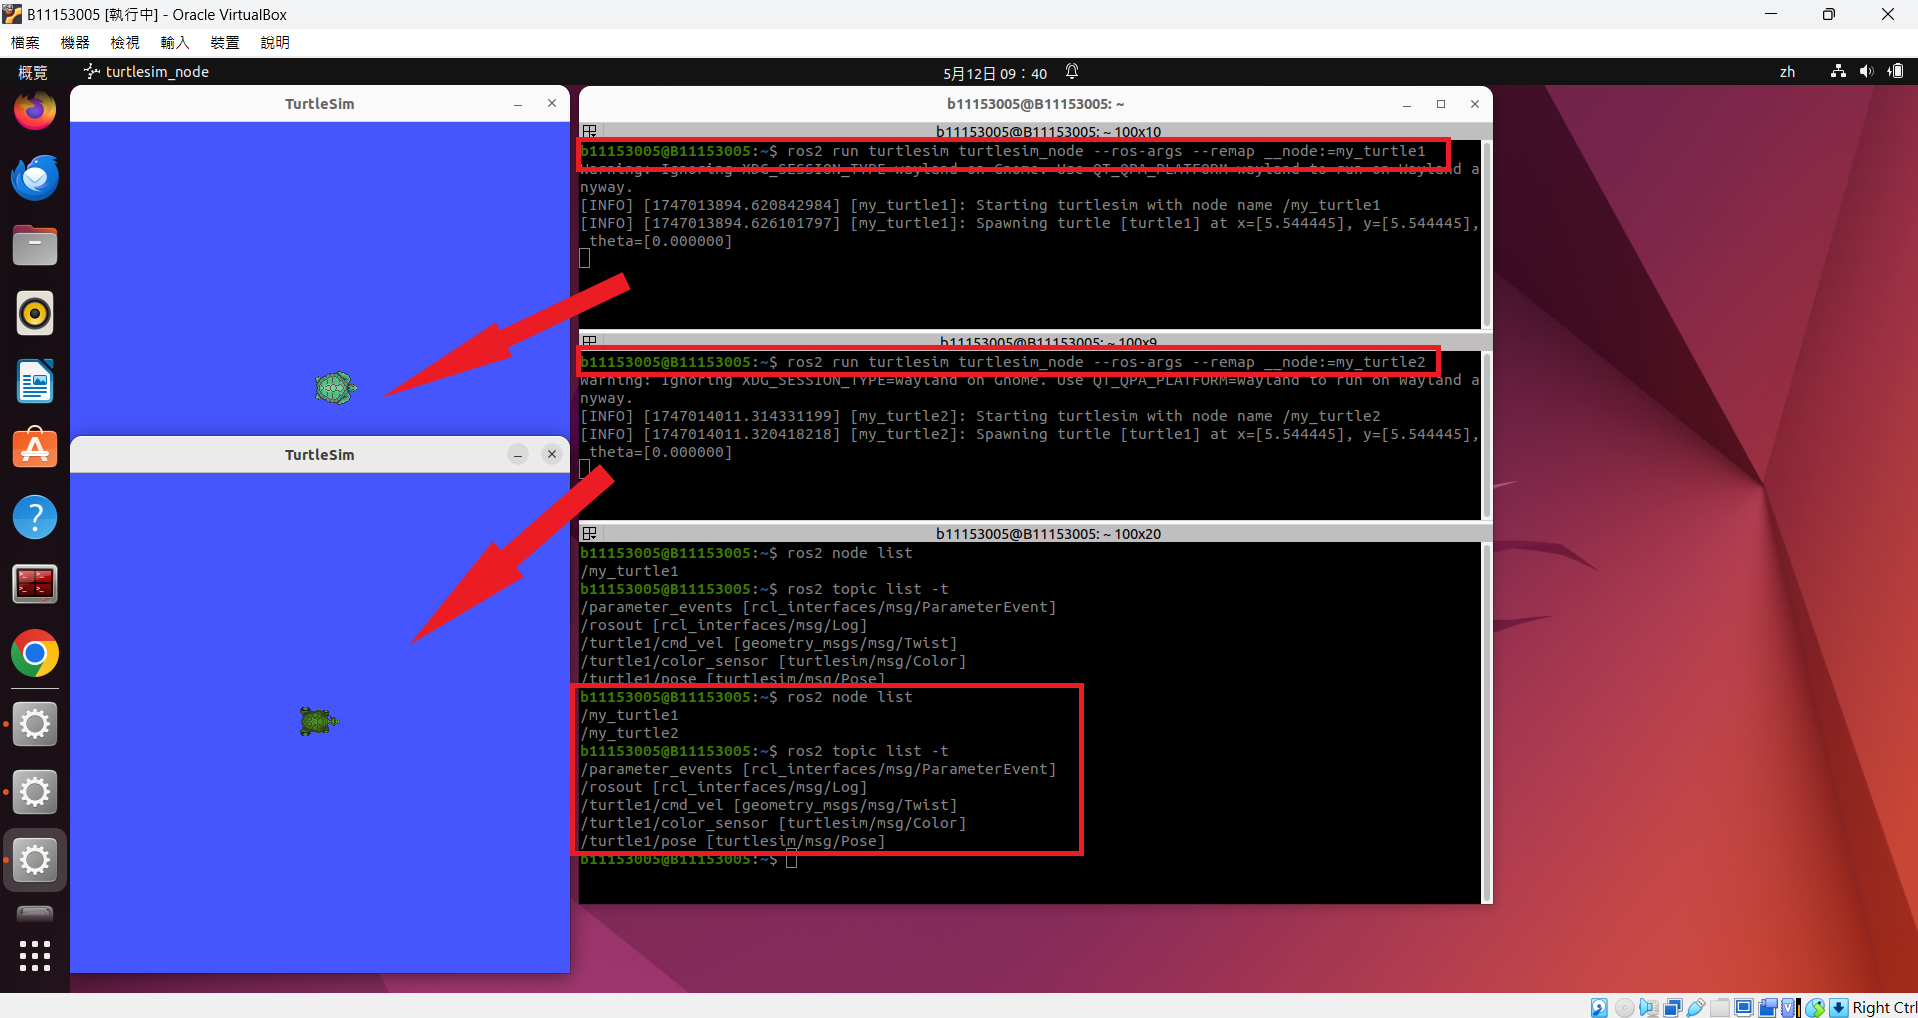 B11153005 [執行中] - Oracle VirtualBox
檔案 機器 檢視 輸入 裝置 說明
概覽 turtlesim_node 5月12日 09：40 zh
TurtleSim
TurtleSim
b11153005@B11153005: ~
b11153005@B11153005: ~ 100x10
b11153005@B11153005:~$ ros2 run turtlesim turtlesim_node --ros-args --remap __node:=my_turtle1
Warning: Ignoring XDG_SESSION_TYPE=wayland on Gnome. Use QT_QPA_PLATFORM=wayland to run on Wayland a
nyway.
[INFO] [1747013894.620842984] [my_turtle1]: Starting turtlesim with node name /my_turtle1
[INFO] [1747013894.626101797] [my_turtle1]: Spawning turtle [turtle1] at x=[5.544445], y=[5.544445],
 theta=[0.000000]
b11153005@B11153005: ~ 100x9
b11153005@B11153005:~$ ros2 run turtlesim turtlesim_node --ros-args --remap __node:=my_turtle2
Warning: Ignoring XDG_SESSION_TYPE=wayland on Gnome. Use QT_QPA_PLATFORM=wayland to run on Wayland a
nyway.
[INFO] [1747014011.314331199] [my_turtle2]: Starting turtlesim with node name /my_turtle2
[INFO] [1747014011.320418218] [my_turtle2]: Spawning turtle [turtle1] at x=[5.544445], y=[5.544445],
 theta=[0.000000]
b11153005@B11153005: ~ 100x20
b11153005@B11153005:~$ ros2 node list
/my_turtle1
b11153005@B11153005:~$ ros2 topic list -t
/parameter_events [rcl_interfaces/msg/ParameterEvent]
/rosout [rcl_interfaces/msg/Log]
/turtle1/cmd_vel [geometry_msgs/msg/Twist]
/turtle1/color_sensor [turtlesim/msg/Color]
/turtle1/pose [turtlesim/msg/Pose]
b11153005@B11153005:~$ ros2 node list
/my_turtle1
/my_turtle2
b11153005@B11153005:~$ ros2 topic list -t
/parameter_events [rcl_interfaces/msg/ParameterEvent]
/rosout [rcl_interfaces/msg/Log]
/turtle1/cmd_vel [geometry_msgs/msg/Twist]
/turtle1/color_sensor [turtlesim/msg/Color]
/turtle1/pose [turtlesim/msg/Pose]
b11153005@B11153005:~$
Right Ctrl